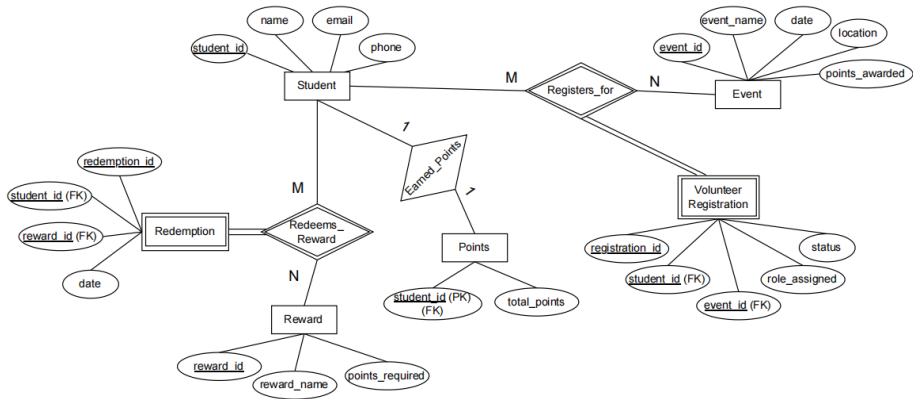 name
email
student_id
phone
Student
event_name
date
location
event_id
points_awarded
Event
M
Registers_for
N
1
Earned_Points
1
redemption_id
student_id (FK)
reward_id (FK)
date
Redemption
M
Redeems_
Reward
N
Volunteer
Registration
registration_id
student_id (FK)
event_id (FK)
role_assigned
status
Points
student_id (PK)
(FK)
total_points
Reward
reward_id
reward_name
points_required